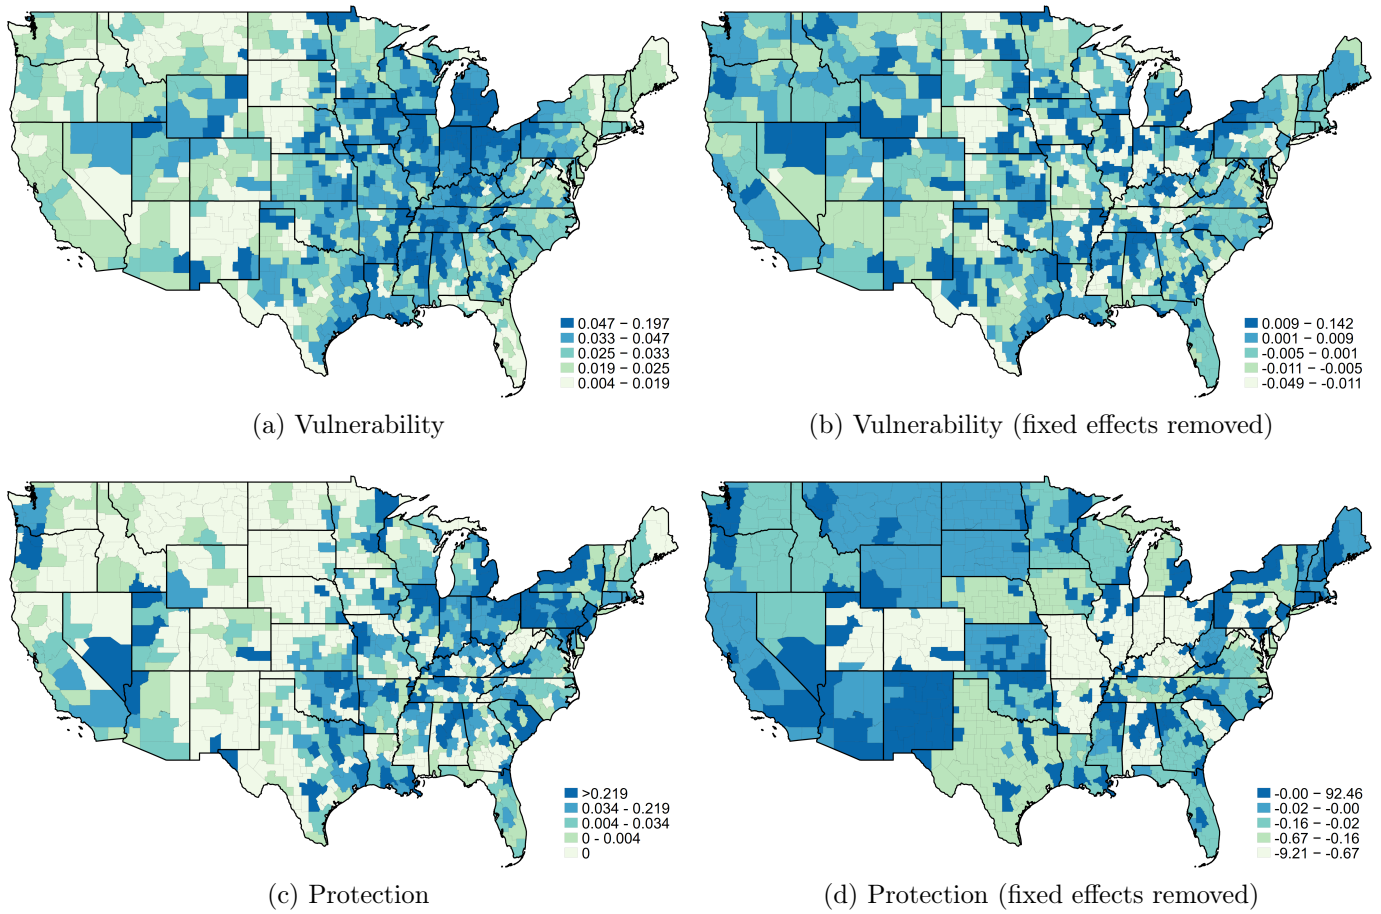 0.047 − 0.197
0.033 − 0.047
0.025 − 0.033
0.019 − 0.025
0.004 − 0.019
(a) Vulnerability
0.009 − 0.142
0.001 − 0.009
-0.005 − 0.001
-0.011 − -0.005
-0.049 − -0.011
(b) Vulnerability (fixed effects removed)
>0.219
0.034 - 0.219
0.004 - 0.034
0 - 0.004
0
(c) Protection
-0.00 − 92.46
-0.02 − -0.00
-0.16 − -0.02
-0.67 − -0.16
-9.21 − -0.67
(d) Protection (fixed effects removed)